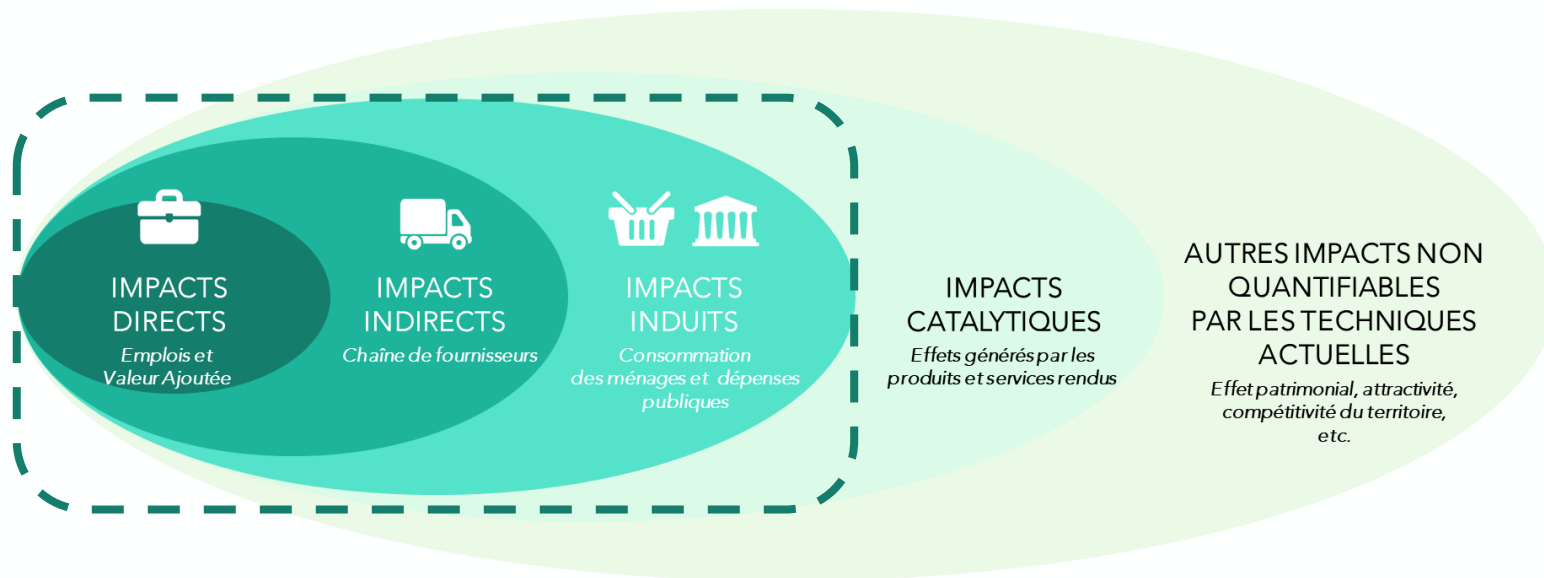 IMPACTS
DIRECTS
Emplois et
Valeur Ajoutée
IMPACTS
INDIRECTS
Chaîne de fournisseurs
IMPACTS
INDUITS
Consommation
des ménages et dépenses
publiques
IMPACTS
CATALYTIQUES
Effets générés par les
produits et services rendus
AUTRES IMPACTS NON
QUANTIFIABLES
PAR LES TECHNIQUES
ACTUELLES
Effet patrimonial, attractivité,
compétitivité du territoire,
etc.